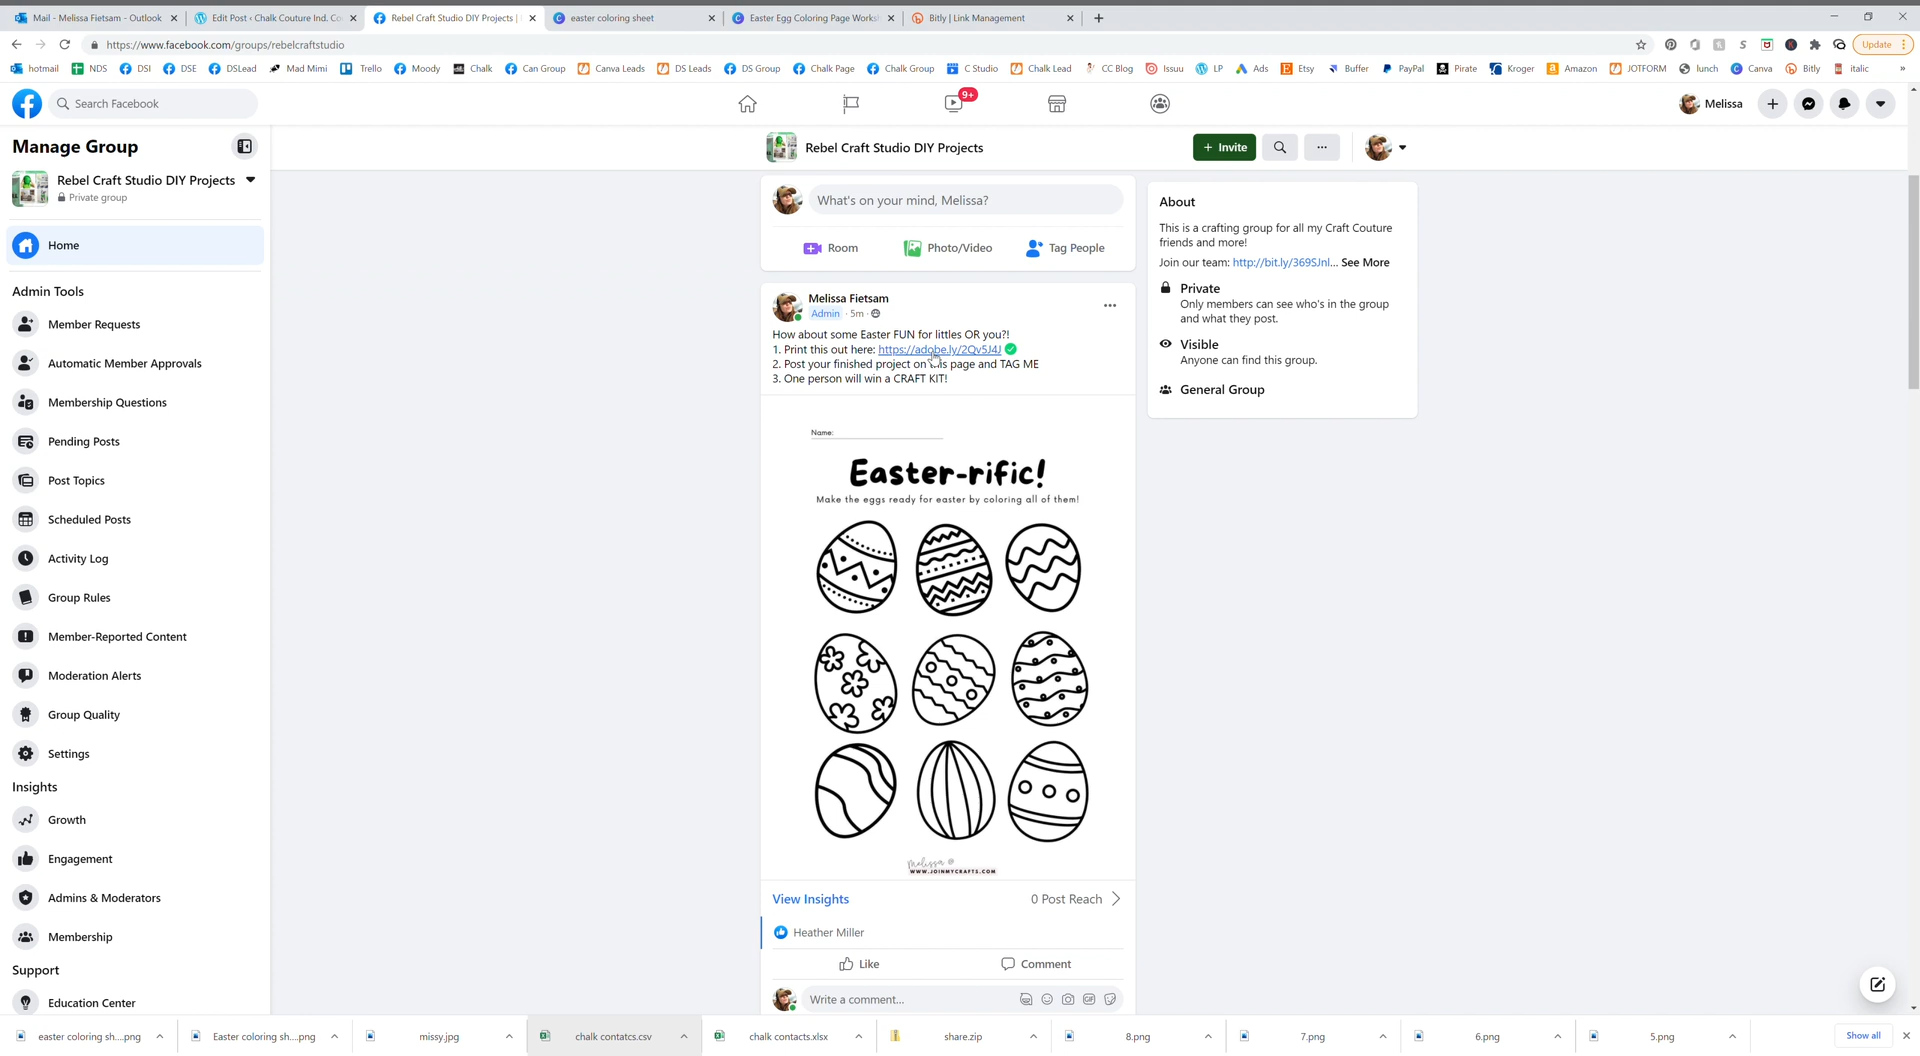 Mail - Melissa Fietsam - Outlook
Edit Post ‹ Chalk Couture Ind. Co
Rebel Craft Studio DIY Projects |
easter coloring sheet
Easter Egg Coloring Page Works
Bitly | Link Management
https://www.facebook.com/groups/rebelcraftstudio
Update
hotmail NDS DSI DSE DSLead Mad Mimi Trello Moody Chalk Can Group Canva Leads DS Leads DS Group Chalk Page Chalk Group C Studio Chalk Lead CC Blog Issuu LP Ads Etsy Buffer PayPal Pirate Kroger Amazon JOTFORM lunch Canva Bitly italic »
Search Facebook
9+
Melissa
Manage Group
Rebel Craft Studio DIY Projects
Private group
Home
Admin Tools
Member Requests
Automatic Member Approvals
Membership Questions
Pending Posts
Post Topics
Scheduled Posts
Activity Log
Group Rules
Member-Reported Content
Moderation Alerts
Group Quality
Settings
Insights
Growth
Engagement
Admins & Moderators
Membership
Support
Education Center
Rebel Craft Studio DIY Projects
+ Invite
What's on your mind, Melissa?
Room
Photo/Video
Tag People
Melissa Fietsam
Admin · 5m ·
How about some Easter FUN for littles OR you?!
1. Print this out here: https://adobe.ly/2Qv5J4J
2. Post your finished project on this page and TAG ME
3. One person will win a CRAFT KIT!
Name:
Easter-rific!
Make the eggs ready for easter by coloring all of them!
Melissa @
WWW.JOINMYCRAFTS.COM
View Insights
0 Post Reach
Heather Miller
Like
Comment
Write a comment...
GIF
About
This is a crafting group for all my Craft Couture
friends and more!
Join our team: http://bit.ly/369SJnl... See More
Private
Only members can see who's in the group
and what they post.
Visible
Anyone can find this group.
General Group
easter coloring sh....png
Easter coloring sh....png
missy.jpg
chalk contatcs.csv
chalk contacts.xlsx
share.zip
8.png
7.png
6.png
5.png
Show all